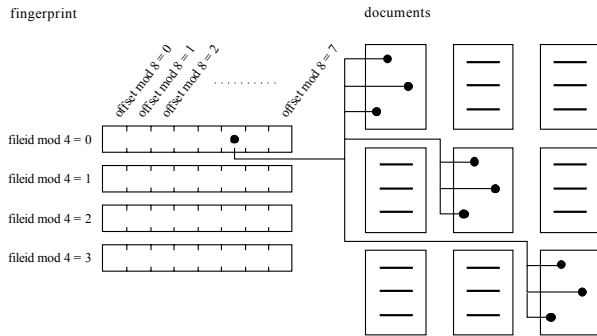 fingerprint
documents
offset mod 8 = 0
offset mod 8 = 1
offset mod 8 = 2
. . . . . . . . . .
offset mod 8 = 7
fileid mod 4 = 0
fileid mod 4 = 1
fileid mod 4 = 2
fileid mod 4 = 3